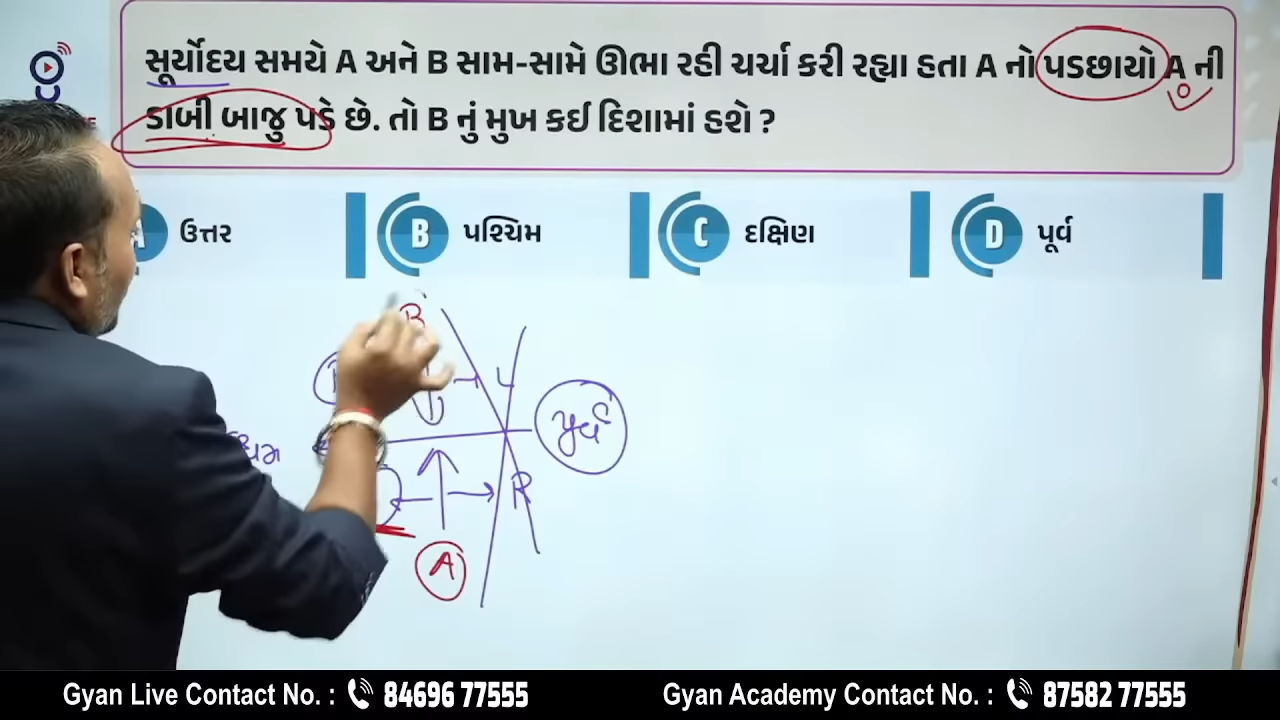 સૂર્યોદય સમયે A અને B સામ-સામે ઊભા રહી ચર્ચા કરી રહ્યા હતા A નો પડછાયો A ની
ડાબી બાજુ પડે છે. તો B નું મુખ કઈ દિશામાં હશે ?
A ઉત્તર B પશ્ચિમ C દક્ષિણ D પૂર્વ
B
L
પુર્વ
R
A
Gyan Live Contact No. : 84696 77555 Gyan Academy Contact No. : 87582 77555